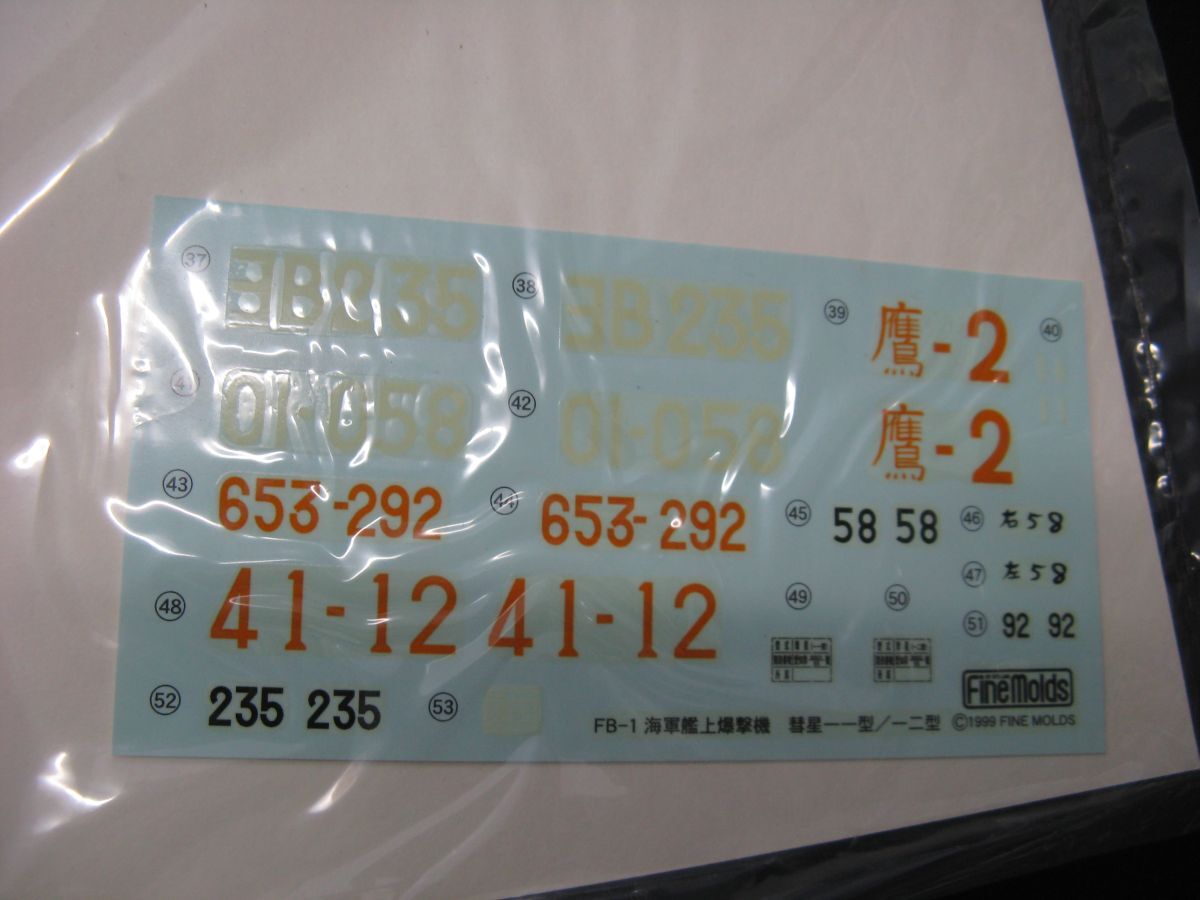 ㊲ ヨB235 ㊳ ヨB235 ㊴ 鷹-2 ㊵
㊶ 01-058 ㊷ 01-058 鷹-2
㊸ 653-292 ㊹ 653-292 ㊺ 58 58 ㊻ 右58
㊼ 左58
㊽ 41-12 41-12 ㊾ ㊿ 51 92 92
52 235 235 53
FineMolds
FB-1 海軍艦上爆撃機 彗星一一型/一二型 ©1999 FINE MOLDS